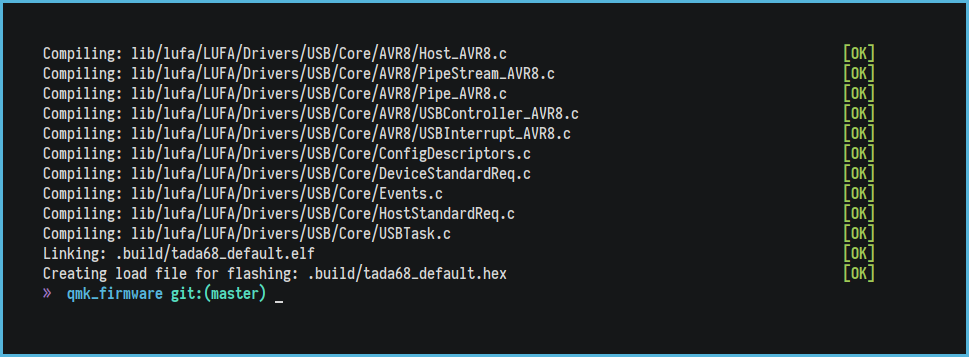 Compiling: lib/lufa/LUFA/Drivers/USB/Core/AVR8/Host_AVR8.c [OK]
Compiling: lib/lufa/LUFA/Drivers/USB/Core/AVR8/PipeStream_AVR8.c [OK]
Compiling: lib/lufa/LUFA/Drivers/USB/Core/AVR8/Pipe_AVR8.c [OK]
Compiling: lib/lufa/LUFA/Drivers/USB/Core/AVR8/USBController_AVR8.c [OK]
Compiling: lib/lufa/LUFA/Drivers/USB/Core/AVR8/USBInterrupt_AVR8.c [OK]
Compiling: lib/lufa/LUFA/Drivers/USB/Core/ConfigDescriptors.c [OK]
Compiling: lib/lufa/LUFA/Drivers/USB/Core/DeviceStandardReq.c [OK]
Compiling: lib/lufa/LUFA/Drivers/USB/Core/Events.c [OK]
Compiling: lib/lufa/LUFA/Drivers/USB/Core/HostStandardReq.c [OK]
Compiling: lib/lufa/LUFA/Drivers/USB/Core/USBTask.c [OK]
Linking: .build/tada68_default.elf [OK]
Creating load file for flashing: .build/tada68_default.hex [OK]
» qmk_firmware git:(master) _